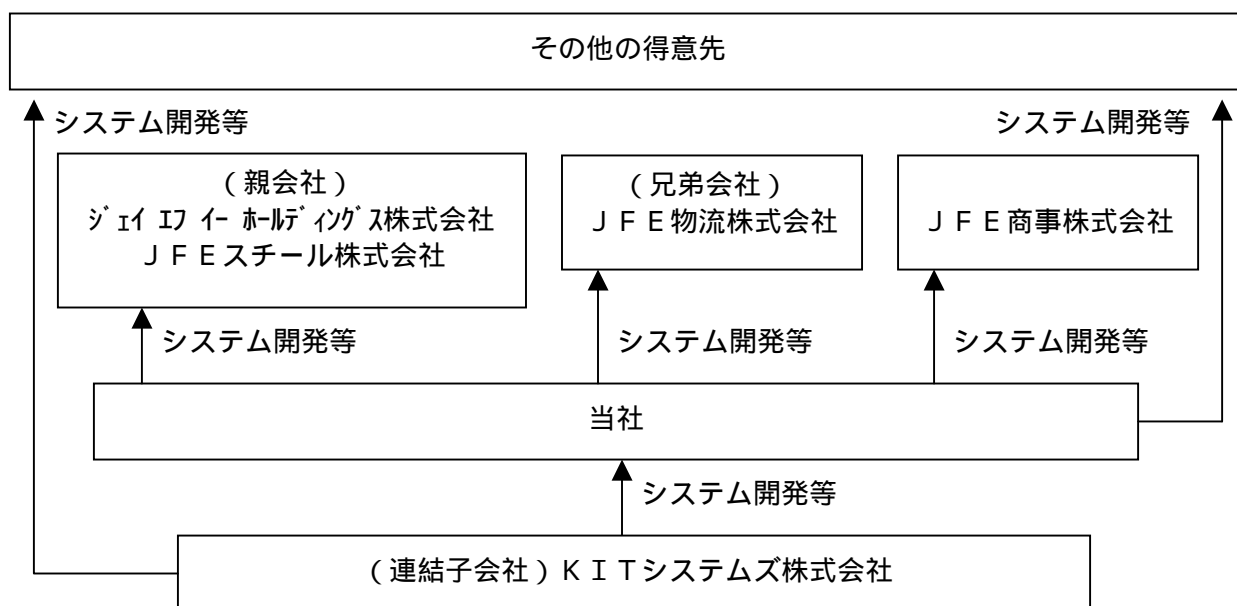 その他の得意先
システム開発等
システム開発等
（親会社）
ｼﾞｪｲ ｴﾌ ｲｰ ﾎｰﾙﾃﾞｨﾝｸﾞｽ株式会社
ＪＦＥスチール株式会社
（兄弟会社）
ＪＦＥ物流株式会社
ＪＦＥ商事株式会社
システム開発等
システム開発等
システム開発等
当社
システム開発等
（連結子会社）ＫＩＴシステムズ株式会社